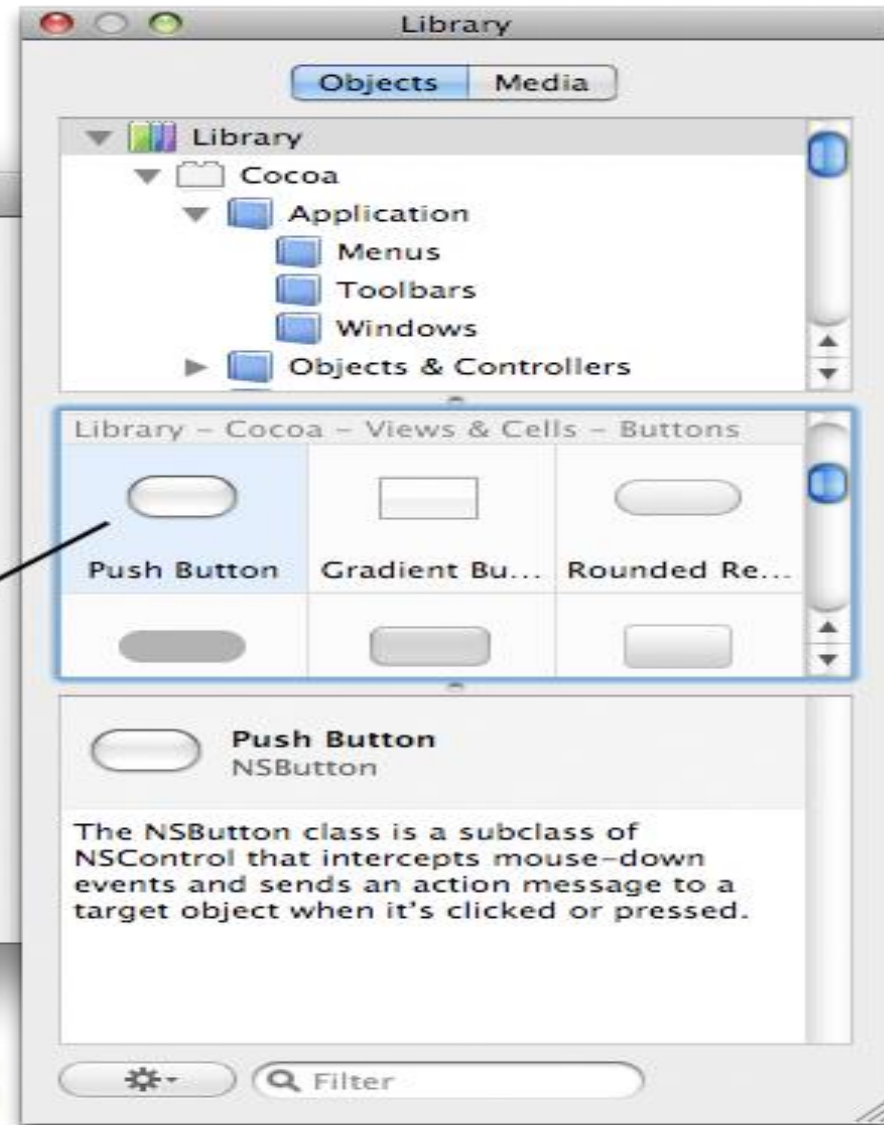 Library
Objects Media
Library
Cocoa
Application
Menus
Toolbars
Windows
Objects & Controllers
Library – Cocoa – Views & Cells – Buttons
Push Button Gradient Bu... Rounded Re...
Push Button
NSButton
The NSButton class is a subclass of
NSControl that intercepts mouse-down
events and sends an action message to a
target object when it's clicked or pressed.
Filter